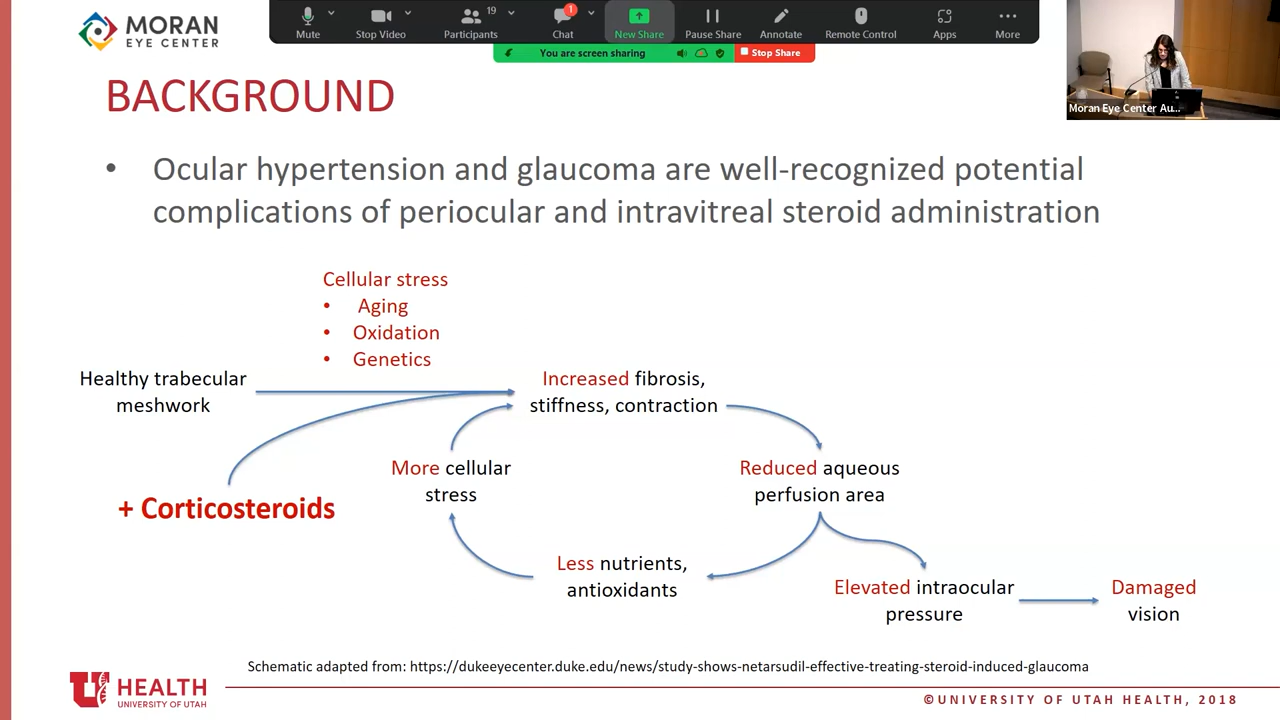 MORAN
EYE CENTER
Mute
Stop Video
19
Participants
1
Chat
New Share
Pause Share
Annotate
Remote Control
Apps
More
You are screen sharing
Stop Share
Moran Eye Center Au...
BACKGROUND
• Ocular hypertension and glaucoma are well-recognized potential
complications of periocular and intravitreal steroid administration
Cellular stress
• Aging
• Oxidation
• Genetics
Healthy trabecular
meshwork
Increased fibrosis,
stiffness, contraction
More cellular
stress
Reduced aqueous
perfusion area
+ Corticosteroids
Less nutrients,
antioxidants
Elevated intraocular
pressure
Damaged
vision
Schematic adapted from: https://dukeeyecenter.duke.edu/news/study-shows-netarsudil-effective-treating-steroid-induced-glaucoma
U
HEALTH
UNIVERSITY OF UTAH
©UNIVERSITY OF UTAH HEALTH, 2018